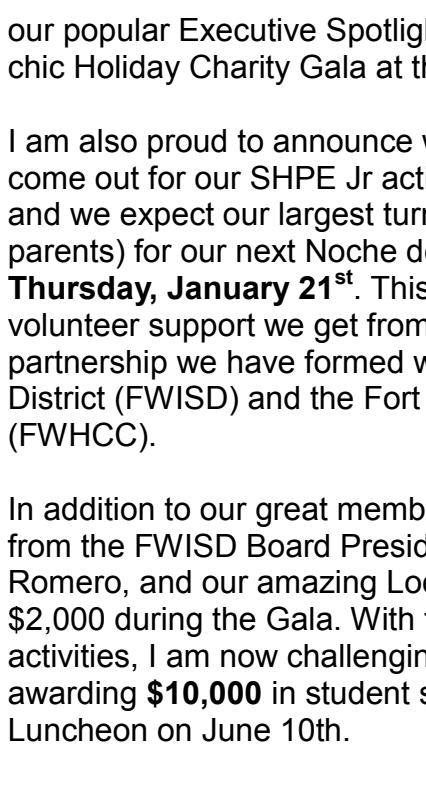 our popular Executive Spotlig
chic Holiday Charity Gala at t
I am also proud to announce
come out for our SHPE Jr acti
and we expect our largest tur
parents) for our next Noche d
Thursday, January 21st. This
volunteer support we get from
partnership we have formed w
District (FWISD) and the Fort
(FWHCC).
In addition to our great memb
from the FWISD Board Presid
Romero, and our amazing Loc
$2,000 during the Gala. With
activities, I am now challengin
awarding $10,000 in student s
Luncheon on June 10th.